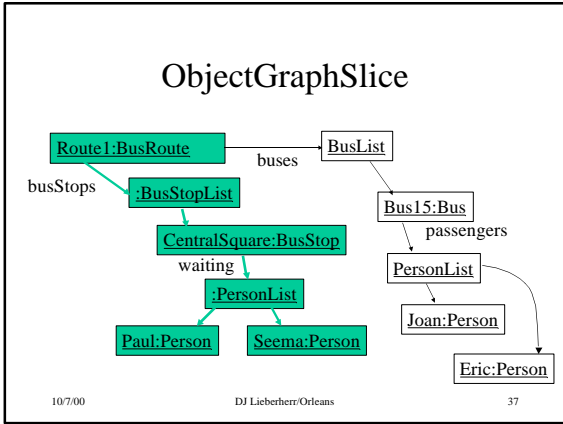 ObjectGraphSlice
Route1:BusRoute
BusList
buses
busStops
:BusStopList
Bus15:Bus
passengers
CentralSquare:BusStop
waiting
PersonList
:PersonList
Joan:Person
Paul:Person
Seema:Person
Eric:Person
10/7/00
DJ Lieberherr/Orleans
37